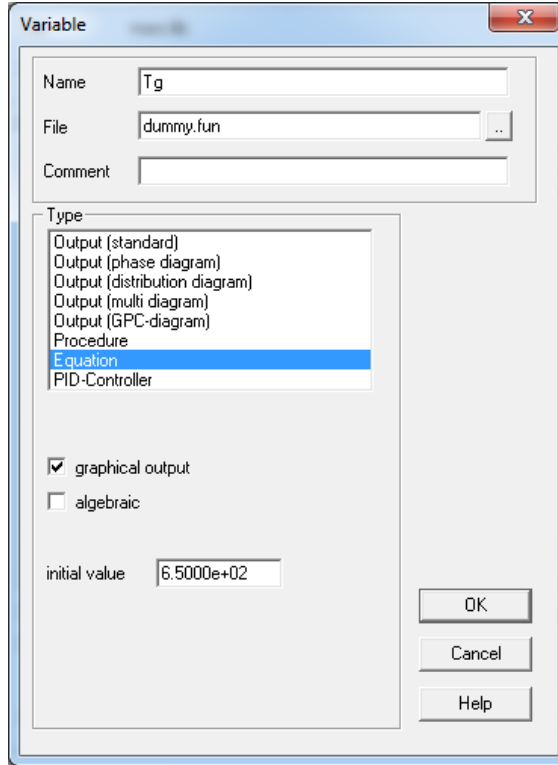 Variable
Name Tg
File dummy.fun ..
Comment
Type
Output (standard)
Output (phase diagram)
Output (distribution diagram)
Output (multi diagram)
Output (GPC-diagram)
Procedure
Equation
PID-Controller
graphical output
algebraic
initial value 6.5000e+02
OK
Cancel
Help